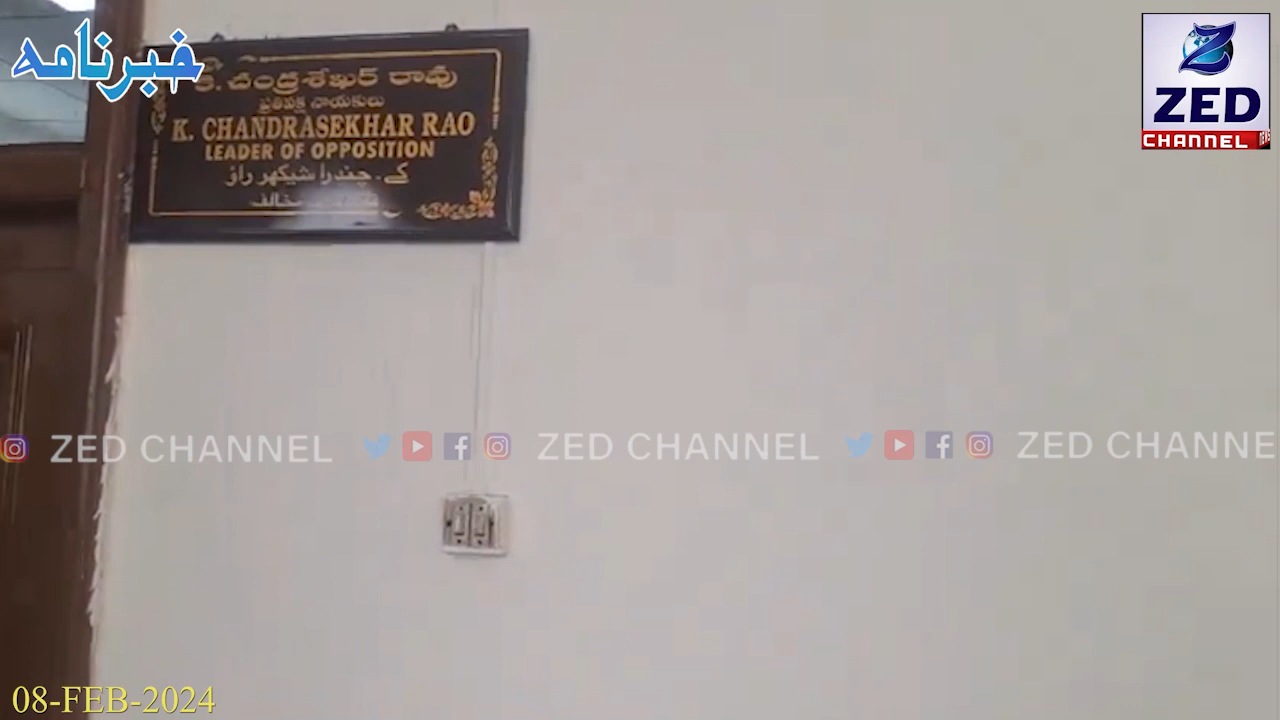 خبرنامہ
ZED
CHANNEL
కె. చంద్రశేఖర్ రావు
ప్రతిపక్ష నాయకులు
K. CHANDRASEKHAR RAO
LEADER OF OPPOSITION
کے . چندرا شیکھر راؤ
مخالف
ZED CHANNEL ZED CHANNEL ZED CHANNE
08-FEB-2024